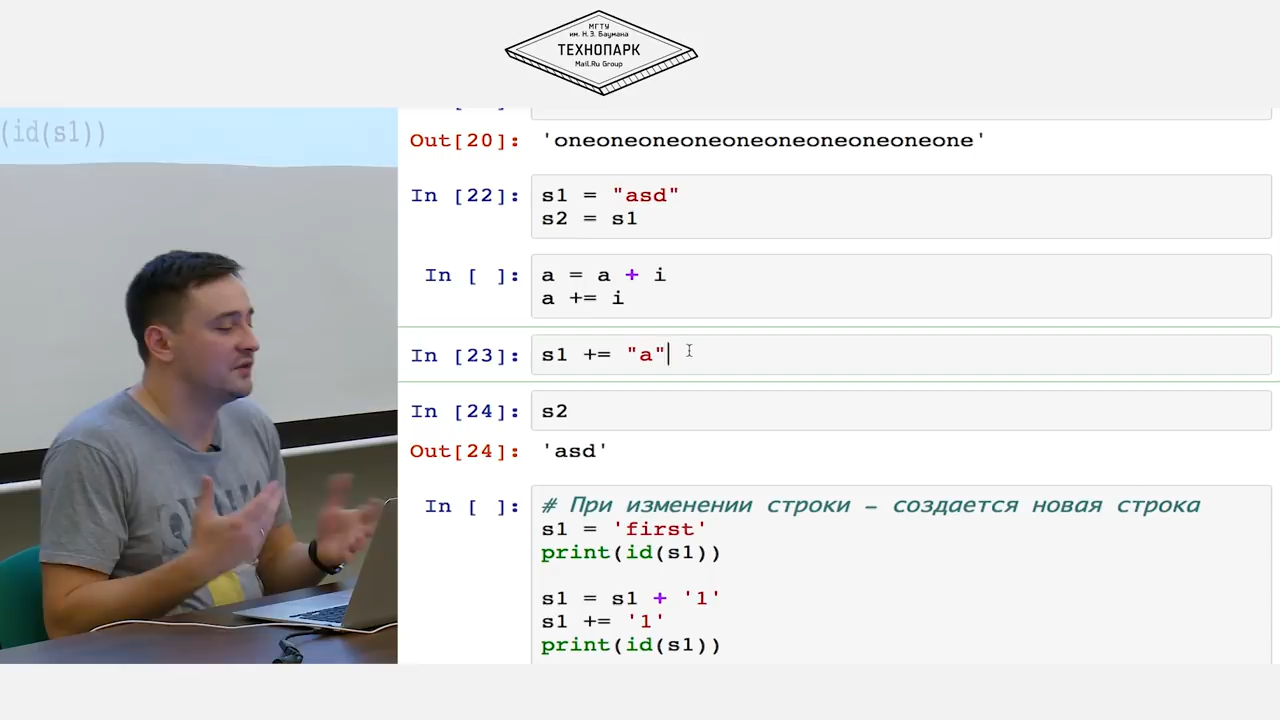 МГТУ
им. Н.Э. Баумана
ТЕХНОПАРК
Mail.Ru Group
(id(s1))
Out[20]: 'oneoneoneoneoneoneoneoneoneone'
In [22]: s1 = "asd"
s2 = s1
In [ ]: a = a + i
a += i
In [23]: s1 += "a"
In [24]: s2
Out[24]: 'asd'
In [ ]: # При изменении строки – создается новая строка
s1 = 'first'
print(id(s1))
s1 = s1 + '1'
s1 += '1'
print(id(s1))